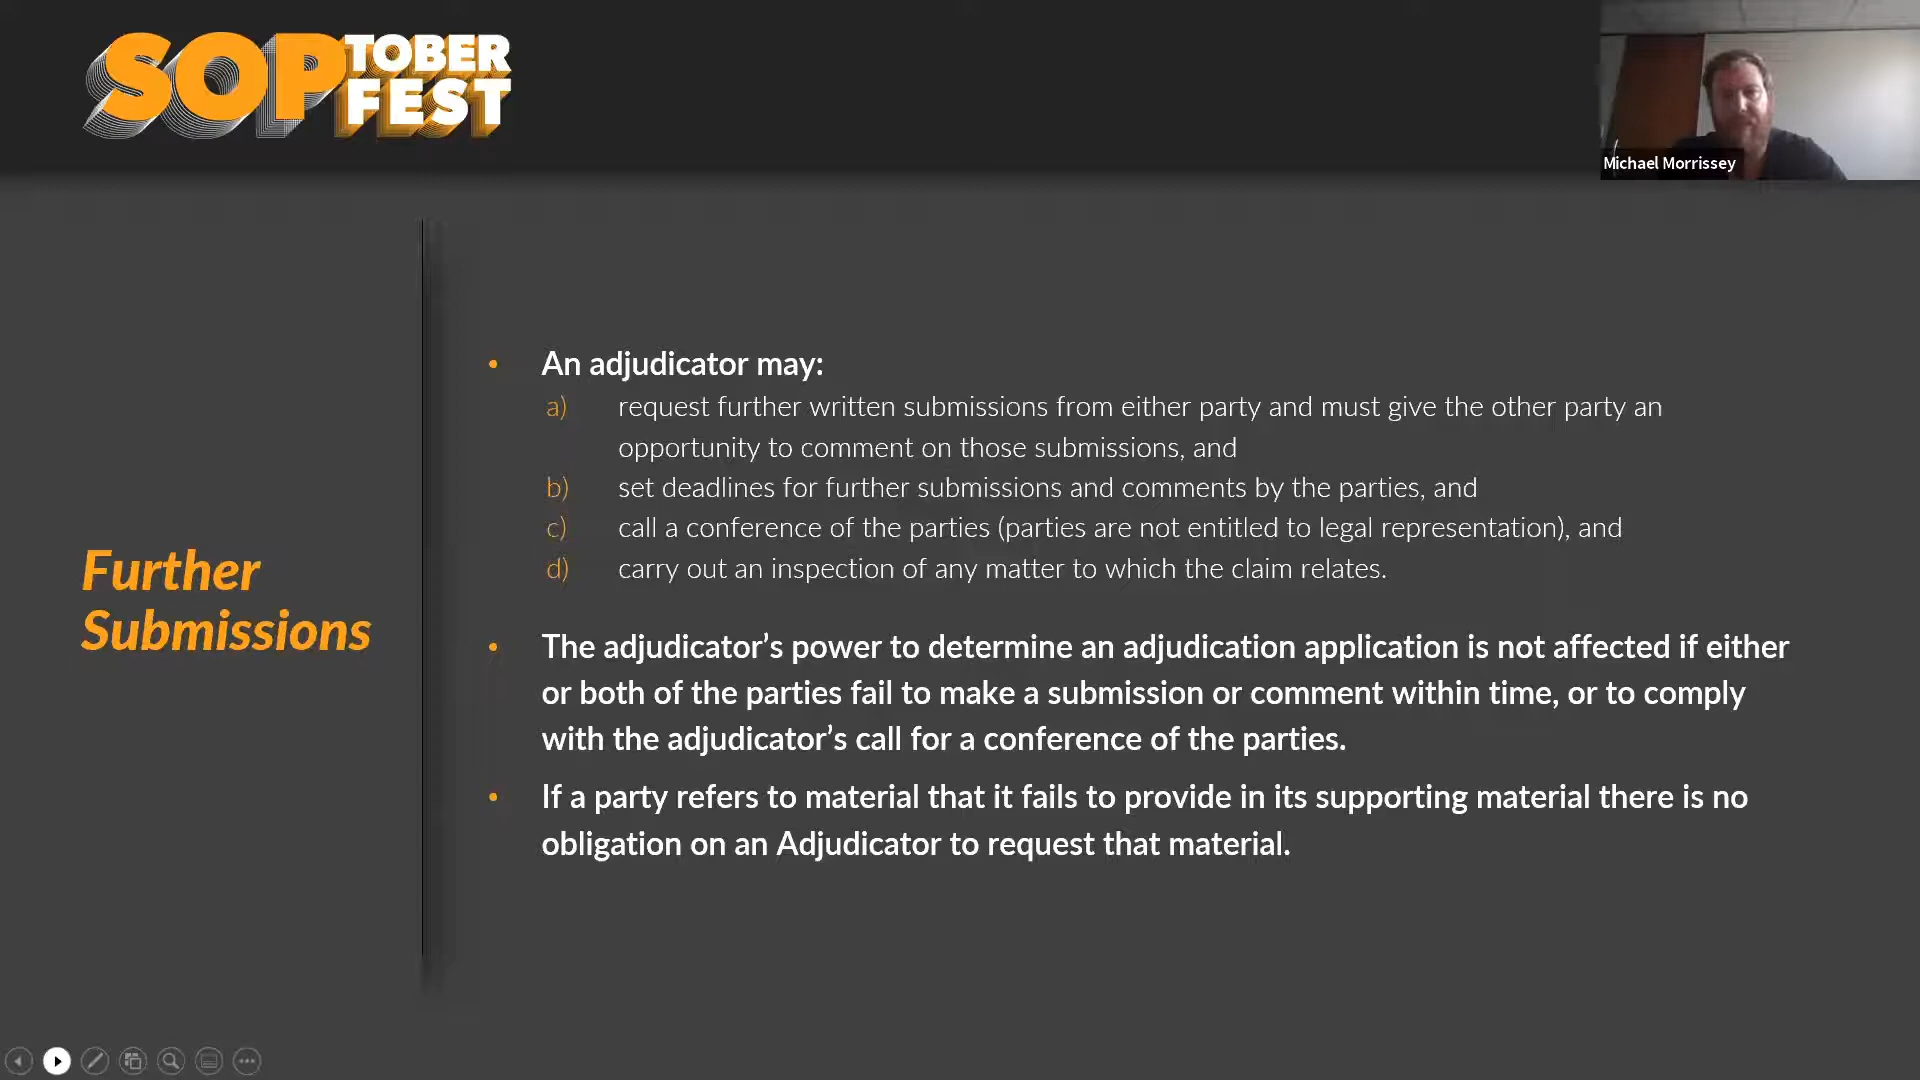 SOPTOBER
FEST
Michael Morrissey
Further
Submissions
• An adjudicator may:
a) request further written submissions from either party and must give the other party an
opportunity to comment on those submissions, and
b) set deadlines for further submissions and comments by the parties, and
c) call a conference of the parties (parties are not entitled to legal representation), and
d) carry out an inspection of any matter to which the claim relates.
• The adjudicator’s power to determine an adjudication application is not affected if either
or both of the parties fail to make a submission or comment within time, or to comply
with the adjudicator’s call for a conference of the parties.
• If a party refers to material that it fails to provide in its supporting material there is no
obligation on an Adjudicator to request that material.